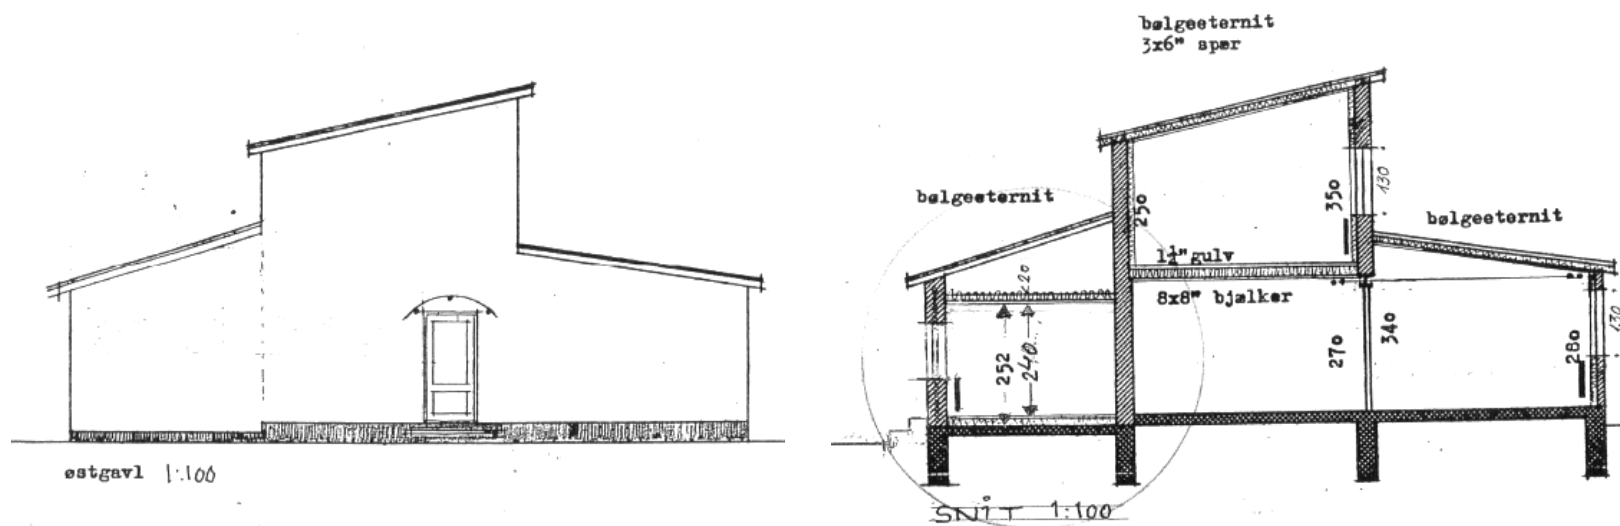 østgavl 1:100
bølgeeternit
3x6" spær
bølgeeternit
250
350
130
bølgeeternit
1¼" gulv
20
8x8" bjælker
252
240
270
340
280
130
SNIT 1:100